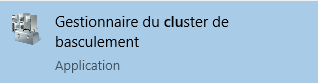 Gestionnaire du cluster de
basculement
Application